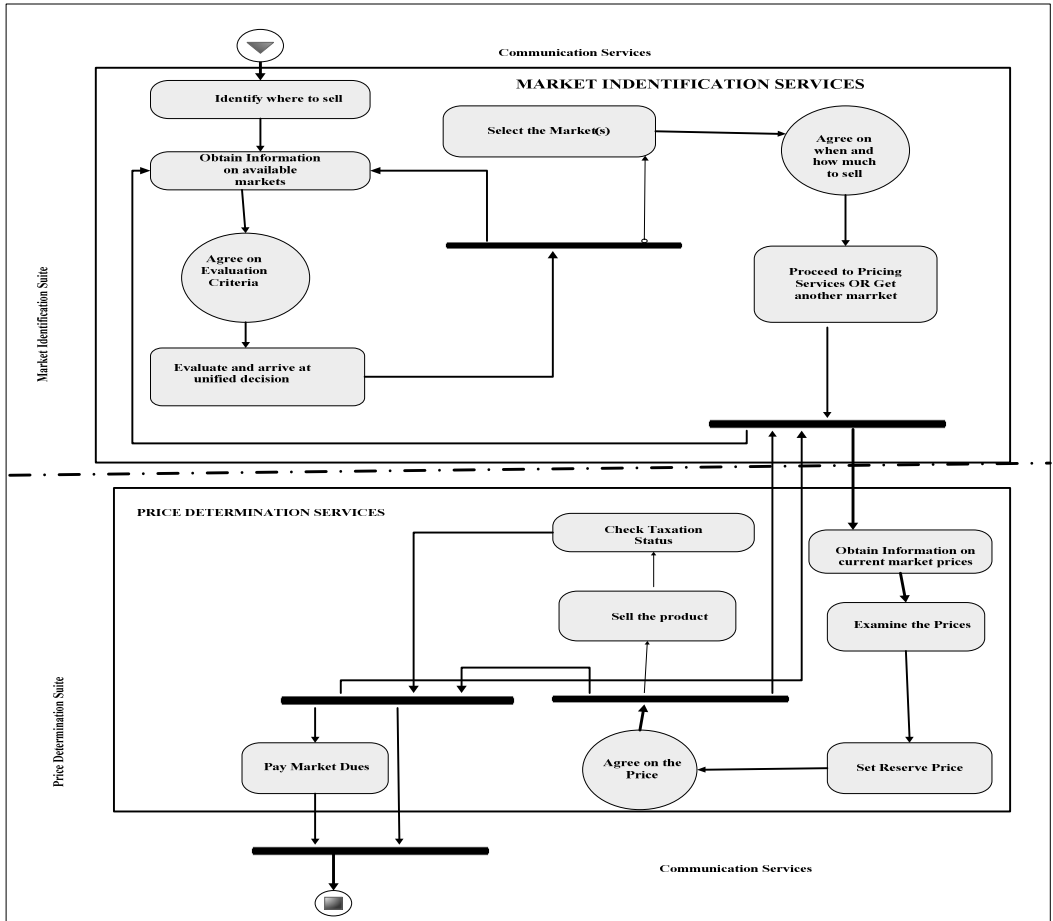 Communication Services
MARKET INDENTIFICATION SERVICES
Identify where to sell
Obtain Information
on available
markets
Agree on
Evaluation
Criteria
Evaluate and arrive at
unified decision
Select the Market(s)
Agree on
when and
how much
to sell
Proceed to Pricing
Services OR Get
another marrket
Market Identification Suite
PRICE DETERMINATION SERVICES
Check Taxation
Status
Sell the product
Obtain Information on
current market prices
Examine the Prices
Set Reserve Price
Agree on the
Price
Pay Market Dues
Price Determination Suite
Communication Services